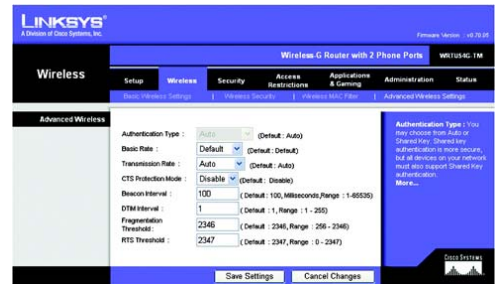 LINKSYS®
A Division of Cisco Systems, Inc.
Firmware Version : v0.70.05
Wireless-G Router with 2 Phone Ports WRTU54G-TM
Wireless
Setup Wireless Security Access Restrictions Applications & Gaming Administration Status
Basic Wireless Settings | Wireless Security | Wireless MAC Filter | Advanced Wireless Settings
Advanced Wireless
Authentication Type : Auto (Default : Auto)
Basic Rate : Default (Default : Default)
Transmission Rate : Auto (Default : Auto)
CTS Protection Mode : Disable (Default : Disable)
Beacon Interval : 100 ( Default : 100, Milliseconds, Range : 1-65535)
DTIM Interval : 1 ( Default : 1, Range : 1 - 255)
Fragmentation Threshold : 2346 ( Default : 2346, Range : 256 - 2346)
RTS Threshold : 2347 ( Default : 2347, Range : 0 - 2347)
Authentication Type : You
may choose from Auto or
Shared Key. Shared key
authentication is more secure,
but all devices on your network
must also support Shared Key
authentication.
More...
Save Settings Cancel Changes
CISCO SYSTEMS